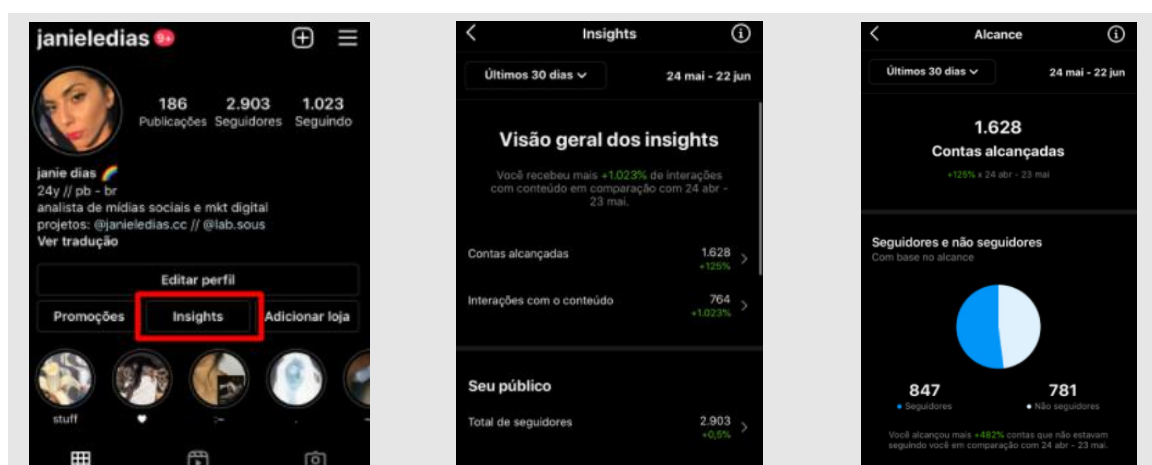 janieledias 9+
186 2.903 1.023
Publicações Seguidores Seguindo
janie dias
24y // pb - br
analista de mídias sociais e mkt digital
projetos: @janieledias.cc // @lab.sous
Ver tradução
Editar perfil
Promoções Insights Adicionar loja
stuff
:~
.
Insights
Últimos 30 dias 24 mai - 22 jun
Visão geral dos insights
Você recebeu mais +1.023% de interações
com conteúdo em comparação com 24 abr -
23 mai.
Contas alcançadas 1.628
+125%
Interações com o conteúdo 764
+1.023%
Seu público
Total de seguidores 2.903
+0,5%
Alcance
Últimos 30 dias 24 mai - 22 jun
1.628
Contas alcançadas
+125% x 24 abr - 23 mai
Seguidores e não seguidores
Com base no alcance
847 781
Seguidores Não seguidores
Você alcançou mais +482% contas que não estavam
seguindo você em comparação com 24 abr - 23 mai.